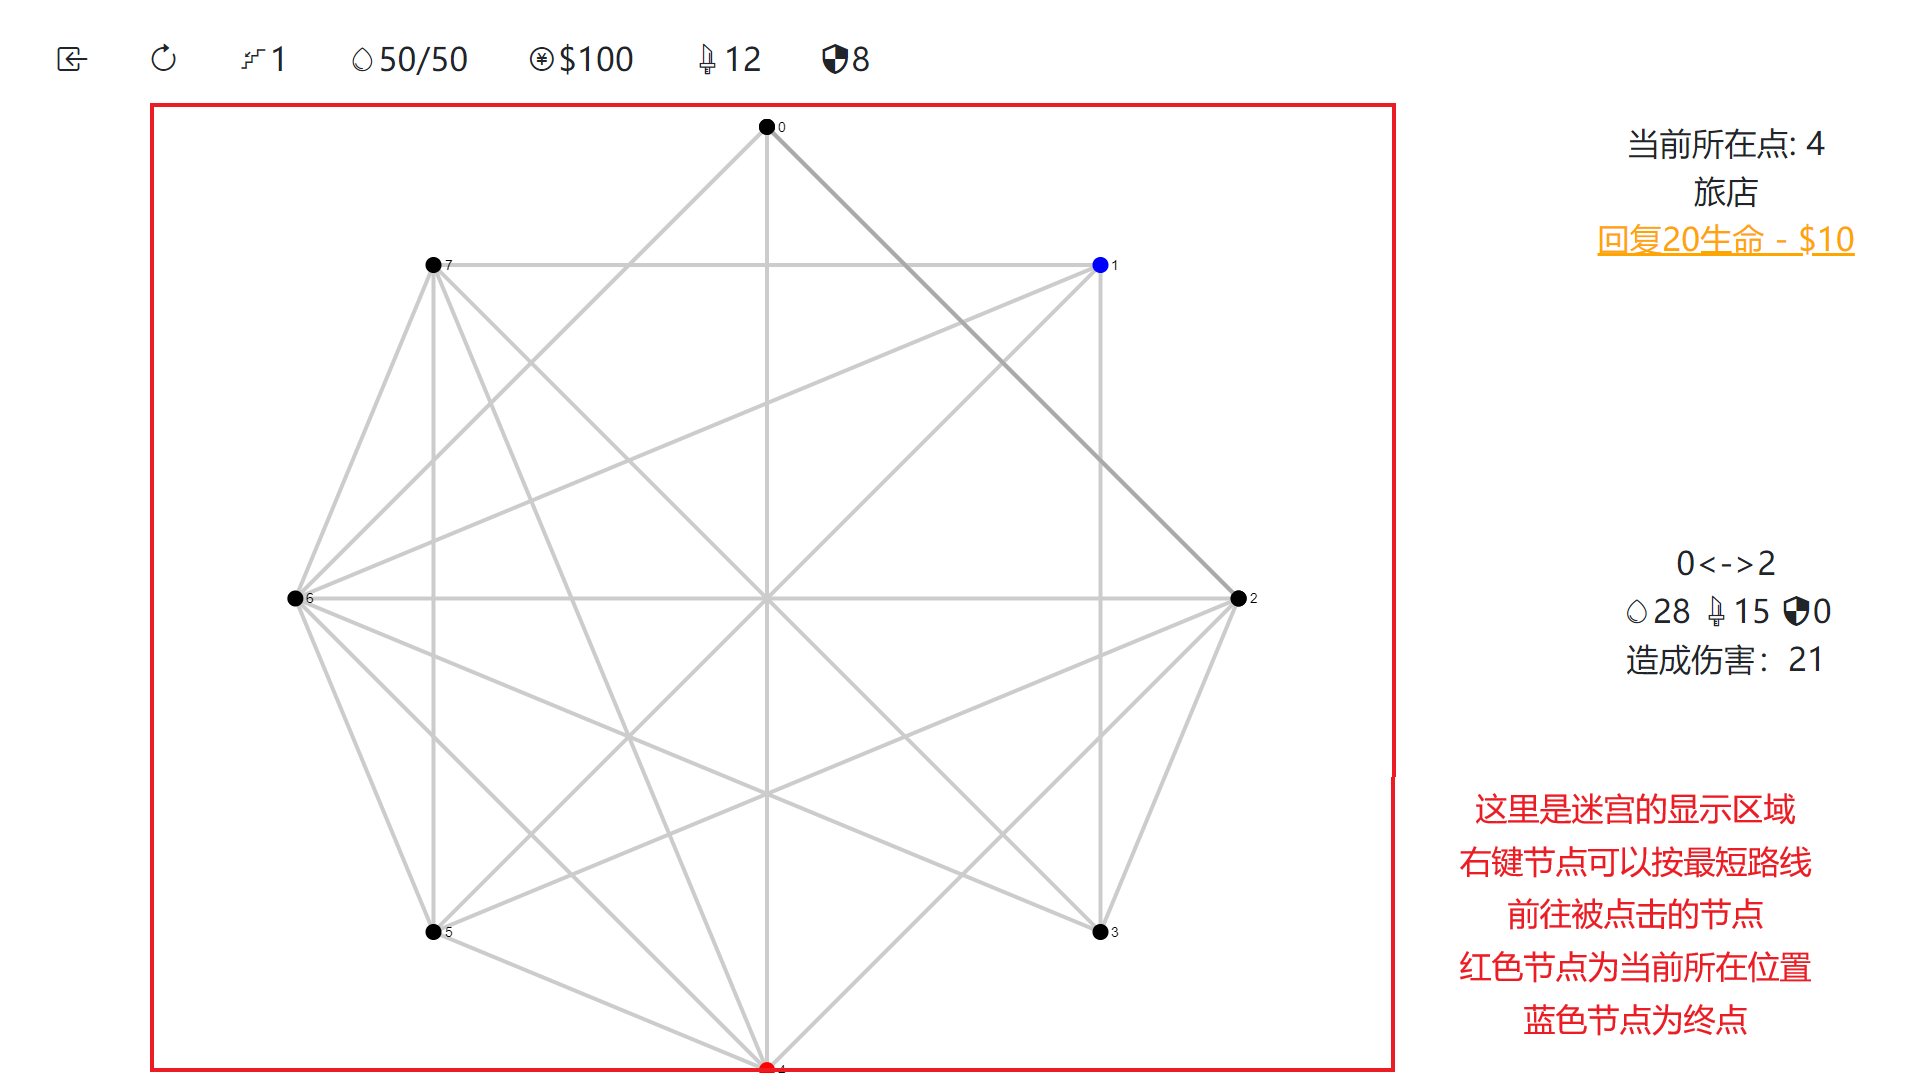 1 50/50 $100 12 8
0
7
1
6
2
5
3
当前所在点: 4
旅店
回复20生命 - $10
0<->2
28 15 0
造成伤害：21
这里是迷宫的显示区域
右键节点可以按最短路线
前往被点击的节点
红色节点为当前所在位置
蓝色节点为终点